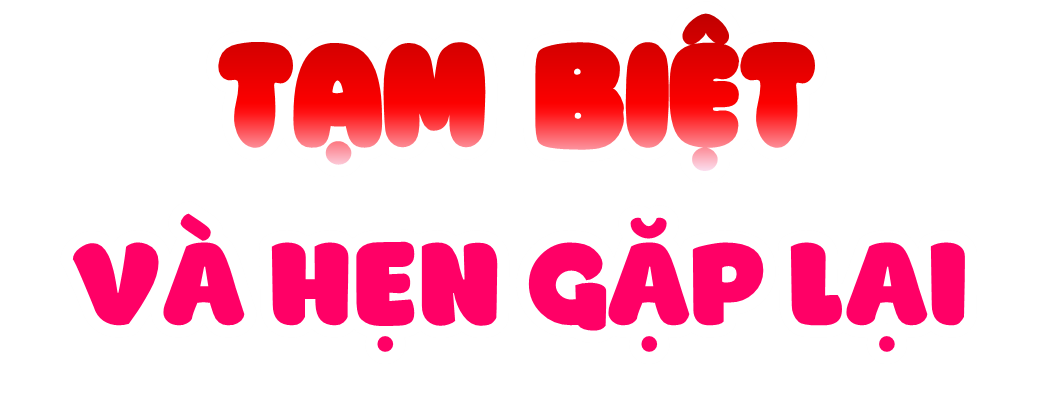 TẠM BIỆT
VÀ HẸN GẶP LẠI